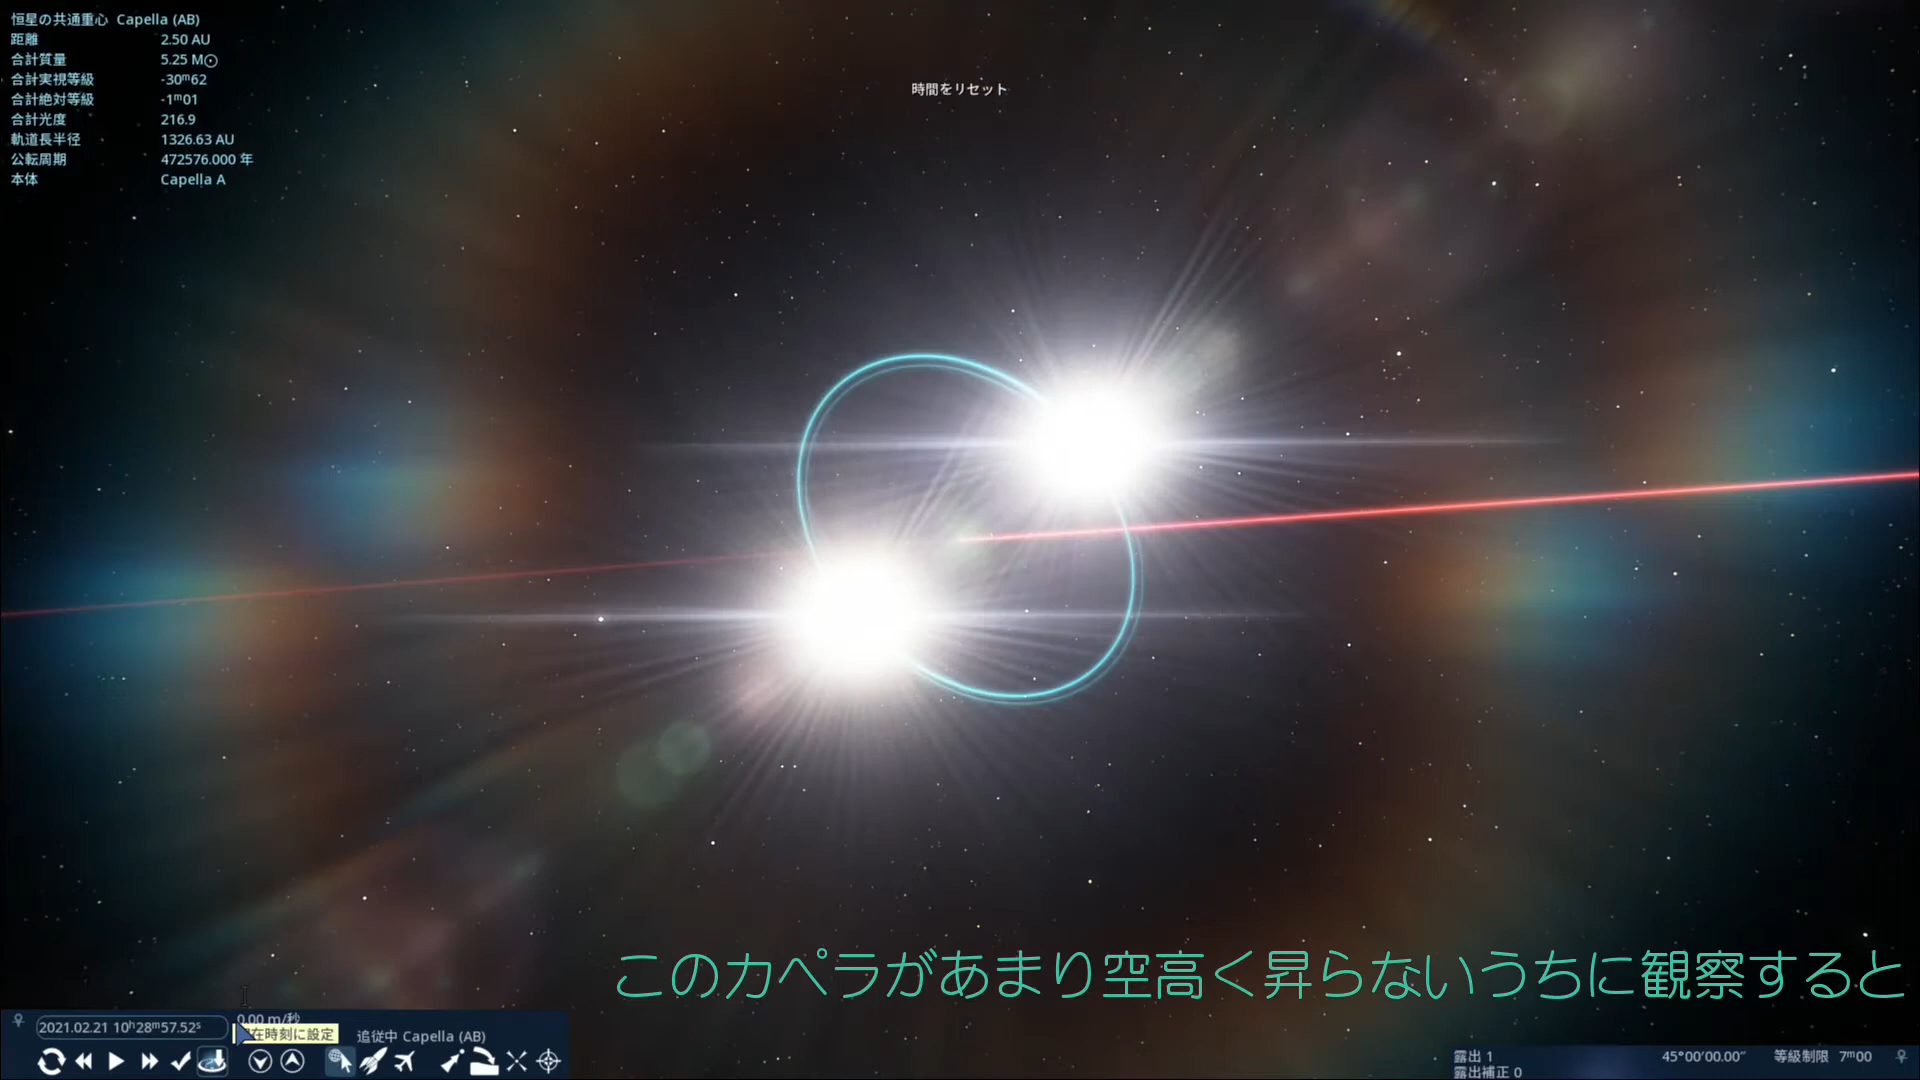 恒星の共通重心 Capella (AB)
距離 2.50 AU
合計質量 5.25 M☉
合計実視等級 -30ᵐ62
合計絶対等級 -1ᵐ01
合計光度 216.9
軌道長半径 1326.63 AU
公転周期 472576.000 年
本体 Capella A
時間をリセット
このカペラがあまり空高く昇らないうちに観察すると
0.00 m/秒
2021.02.21 10ʰ28ᵐ57.52ˢ
在時刻に設定
追従中 Capella (AB)
露出 1
45°00′00.00″
等級制限 7ᵐ00
露出補正 0